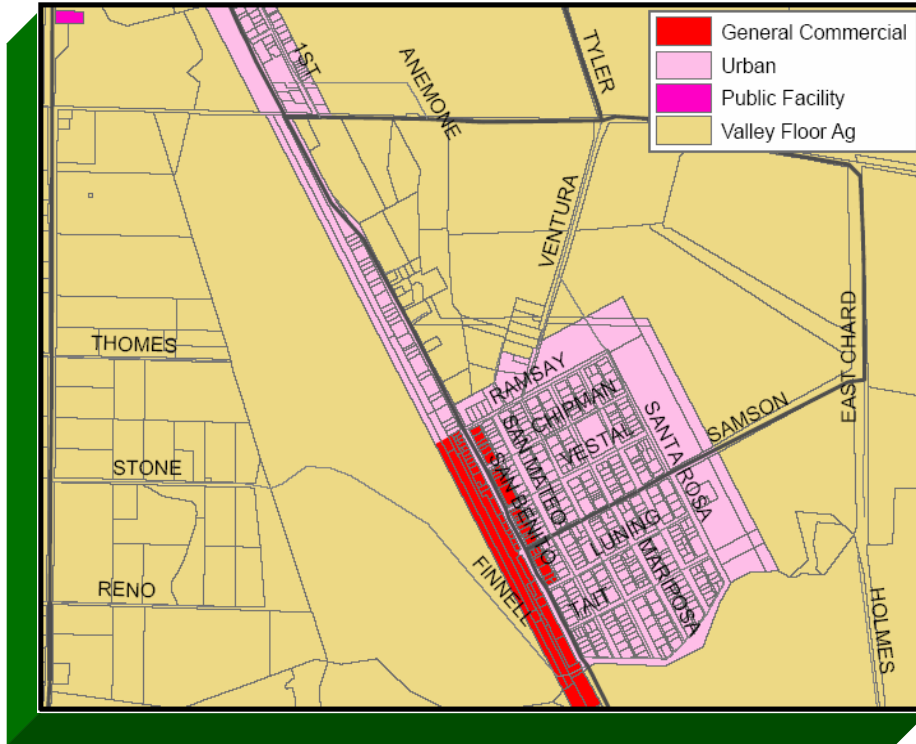 General Commercial
Urban
Public Facility
Valley Floor Ag
1ST
ANEMONE
TYLER
VENTURA
EAST CHARD
THOMES
RAMSAY
CHIPMAN
SAN MATEO
VESTAL
SANTA ROSA
SAMSON
STONE
SAN BENITO
LUNING
MARIPOSA
FINNELL
TAIT
RENO
HOLMES